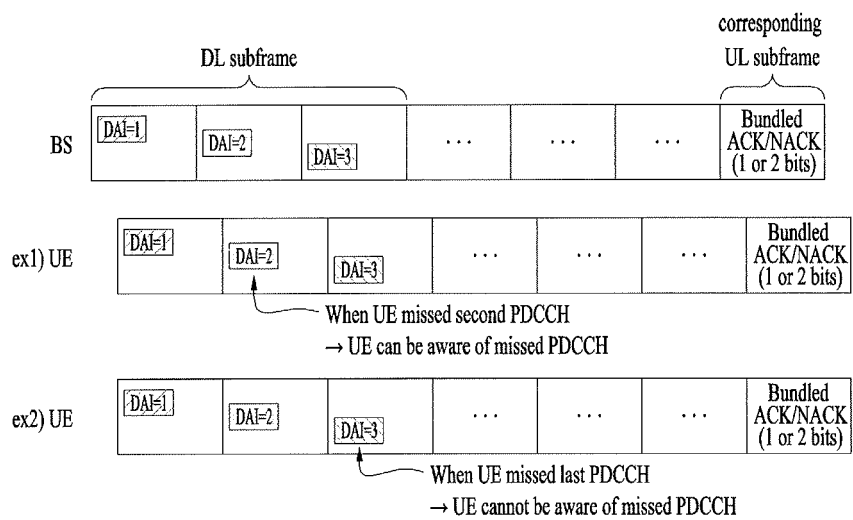 corresponding
DL subframe UL subframe
BS DAI=1 DAI=2 DAI=3 ... ... ... Bundled
ACK/NACK
(1 or 2 bits)
ex1) UE DAI=1 DAI=2 DAI=3 ... ... ... Bundled
ACK/NACK
(1 or 2 bits)
When UE missed second PDCCH
→ UE can be aware of missed PDCCH
ex2) UE DAI=1 DAI=2 DAI=3 ... ... ... Bundled
ACK/NACK
(1 or 2 bits)
When UE missed last PDCCH
→ UE cannot be aware of missed PDCCH